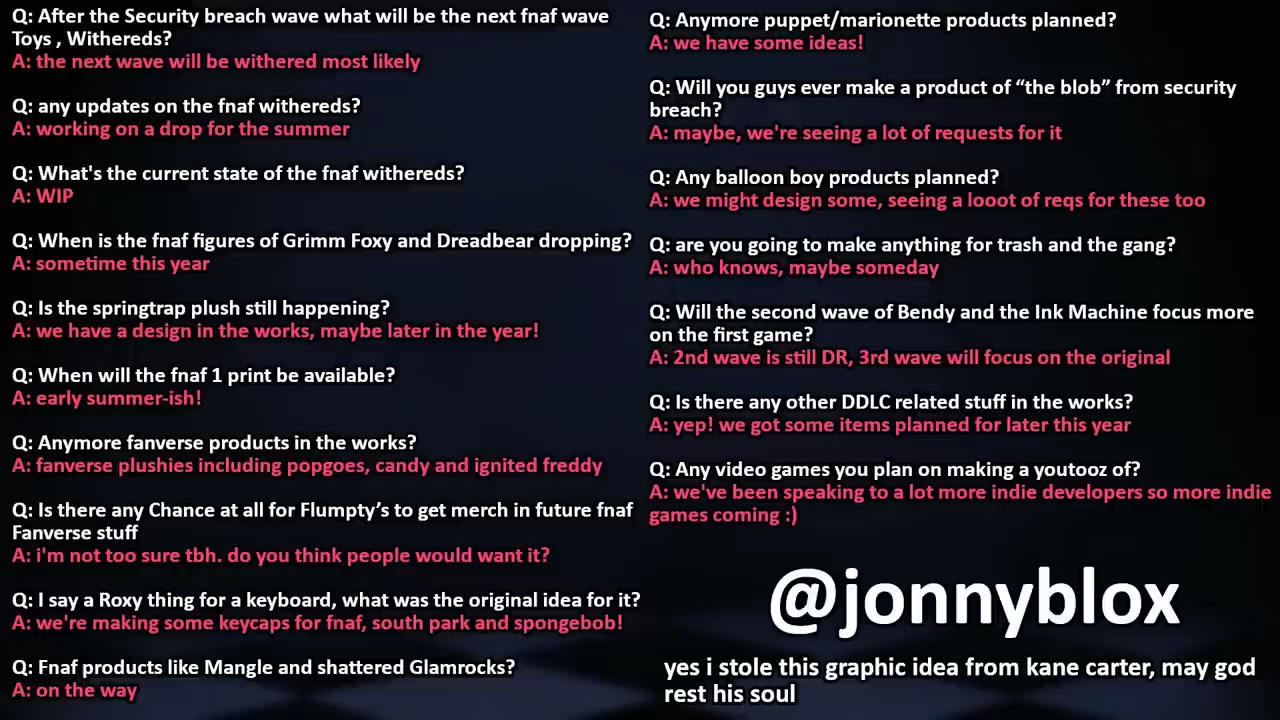 Q: After the Security breach wave what will be the next fnaf wave
Toys , Withereds?
A: the next wave will be withered most likely
Q: any updates on the fnaf withereds?
A: working on a drop for the summer
Q: What's the current state of the fnaf withereds?
A: WIP
Q: When is the fnaf figures of Grimm Foxy and Dreadbear dropping?
A: sometime this year
Q: Is the springtrap plush still happening?
A: we have a design in the works, maybe later in the year!
Q: When will the fnaf 1 print be available?
A: early summer-ish!
Q: Anymore fanverse products in the works?
A: fanverse plushies including popgoes, candy and ignited freddy
Q: Is there any Chance at all for Flumpty’s to get merch in future fnaf
Fanverse stuff
A: i'm not too sure tbh. do you think people would want it?
Q: I say a Roxy thing for a keyboard, what was the original idea for it?
A: we're making some keycaps for fnaf, south park and spongebob!
Q: Fnaf products like Mangle and shattered Glamrocks?
A: on the way
Q: Anymore puppet/marionette products planned?
A: we have some ideas!
Q: Will you guys ever make a product of “the blob” from security
breach?
A: maybe, we're seeing a lot of requests for it
Q: Any balloon boy products planned?
A: we might design some, seeing a looot of reqs for these too
Q: are you going to make anything for trash and the gang?
A: who knows, maybe someday
Q: Will the second wave of Bendy and the Ink Machine focus more
on the first game?
A: 2nd wave is still DR, 3rd wave will focus on the original
Q: Is there any other DDLC related stuff in the works?
A: yep! we got some items planned for later this year
Q: Any video games you plan on making a youtooz of?
A: we've been speaking to a lot more indie developers so more indie
games coming :)
@jonnyblox
yes i stole this graphic idea from kane carter, may god
rest his soul